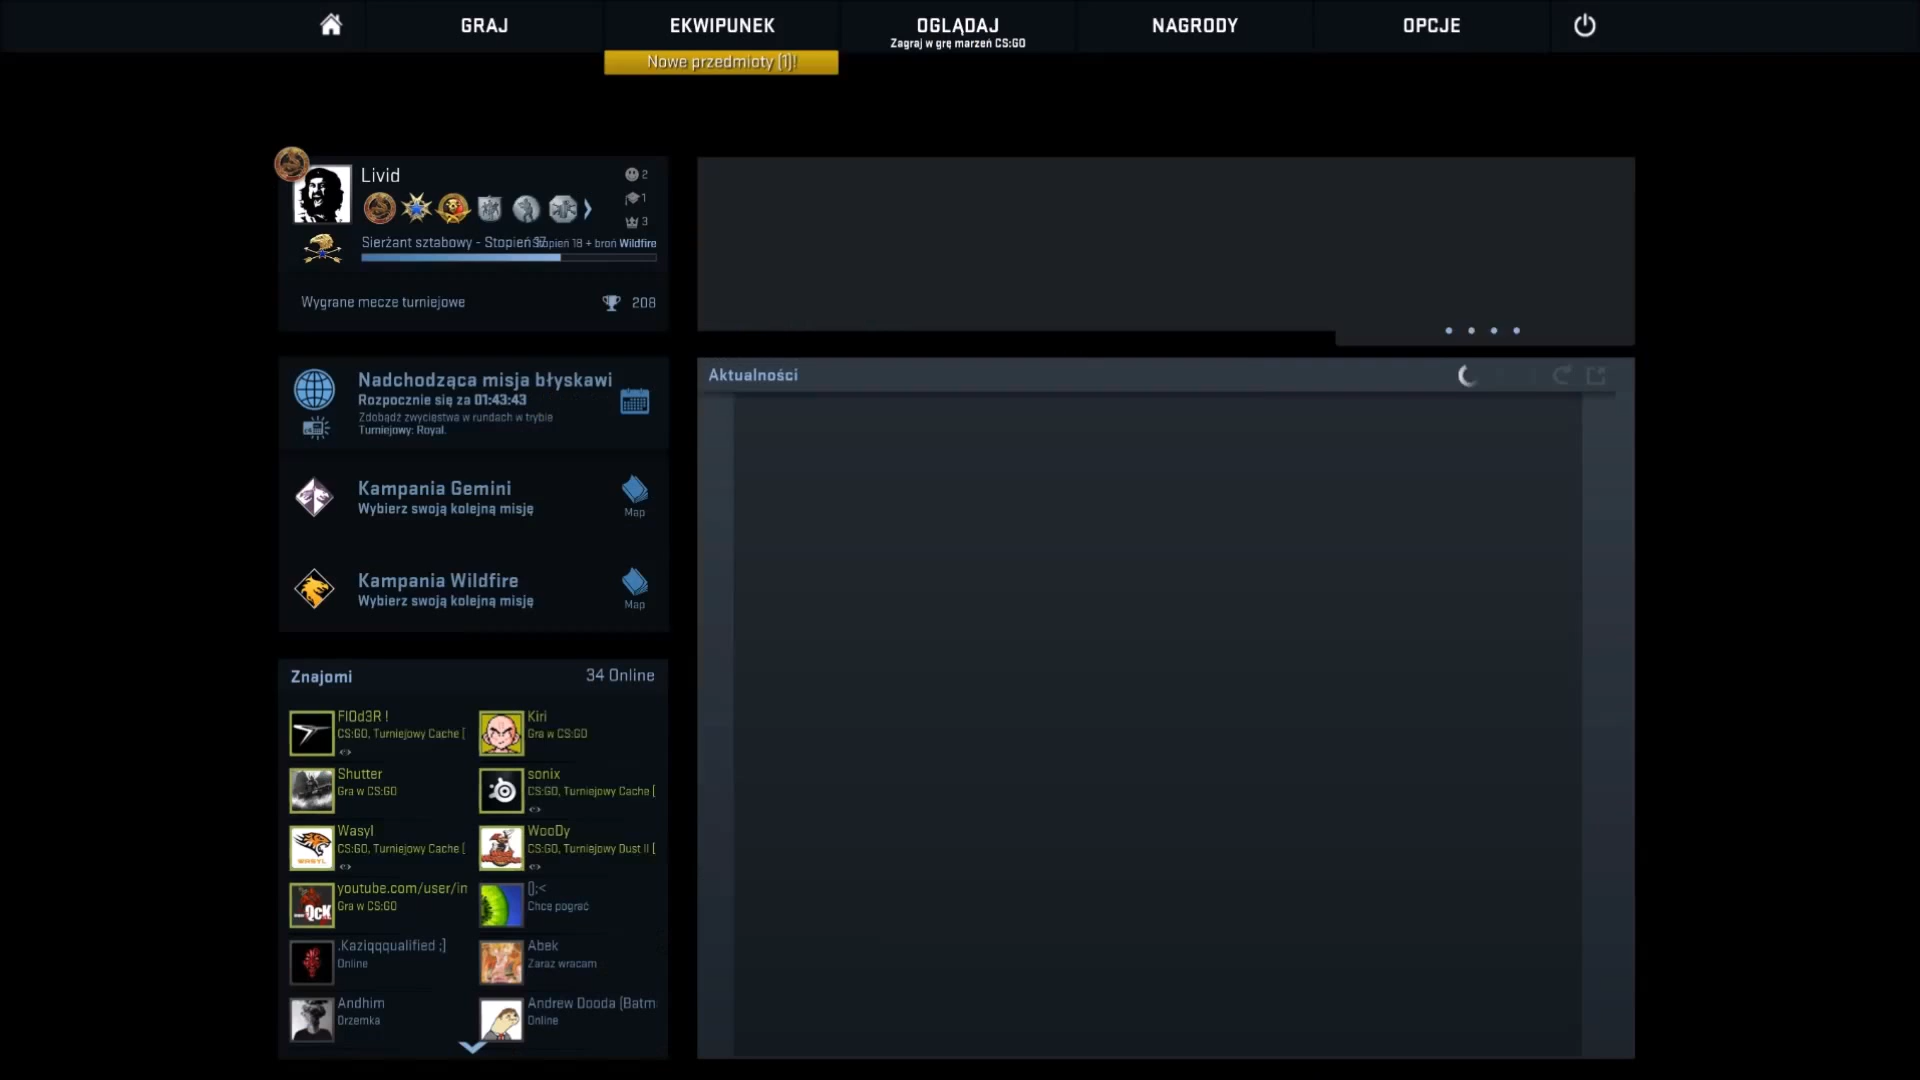 GRAJ
EKWIPUNEK
OGLĄDAJ
Zagraj w grę marzeń CS:GO
NAGRODY
OPCJE
Nowe przedmioty (1)!
Livid
2
1
3
Sierżant sztabowy - Stopień 17
Stopień 18 + broń Wildfire
Wygrane mecze turniejowe
208
Nadchodząca misja błyskawi
Rozpocznie się za 01:43:43
Zdobądź zwycięstwa w rundach w trybie
Turniejowy: Royal.
Kampania Gemini
Wybierz swoją kolejną misję
Map
Kampania Wildfire
Wybierz swoją kolejną misję
Map
Aktualności
Znajomi
34 Online
Fl0d3R !
CS:GO, Turniejowy Cache [
Kiri
Gra w CS:GO
Shutter
Gra w CS:GO
sonix
CS:GO, Turniejowy Cache [
Wasyl
CS:GO, Turniejowy Cache [
WooDy
CS:GO, Turniejowy Dust II [
youtube.com/user/in
Gra w CS:GO
();<
Chcę pograć
.Kaziqqqualified ;]
Online
Abek
Zaraz wracam
Andhim
Drzemka
Andrew Dooda (Batm
Online
WASYL
QcK